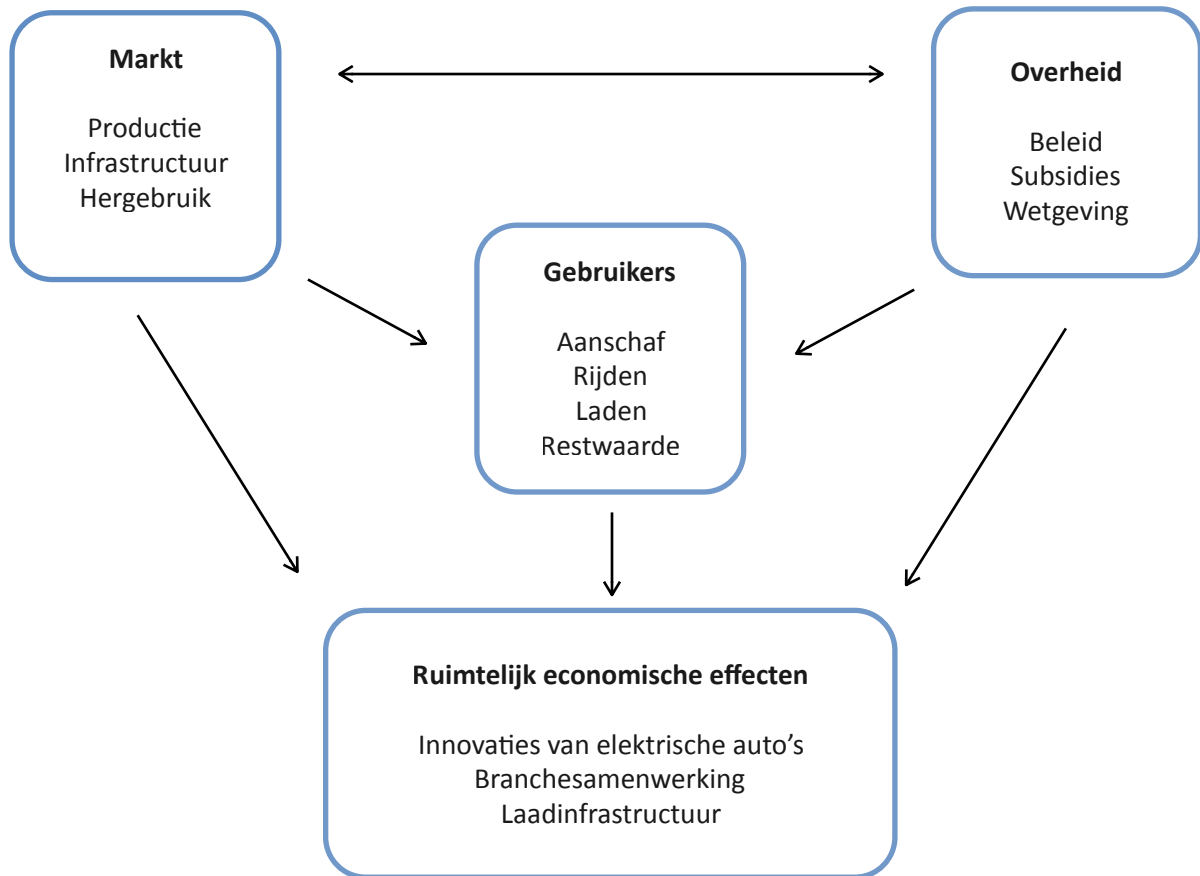 Markt
Productie
Infrastructuur
Hergebruik
Overheid
Beleid
Subsidies
Wetgeving
Gebruikers
Aanschaf
Rijden
Laden
Restwaarde
Ruimtelijk economische effecten
Innovaties van elektrische auto’s
Branchesamenwerking
Laadinfrastructuur